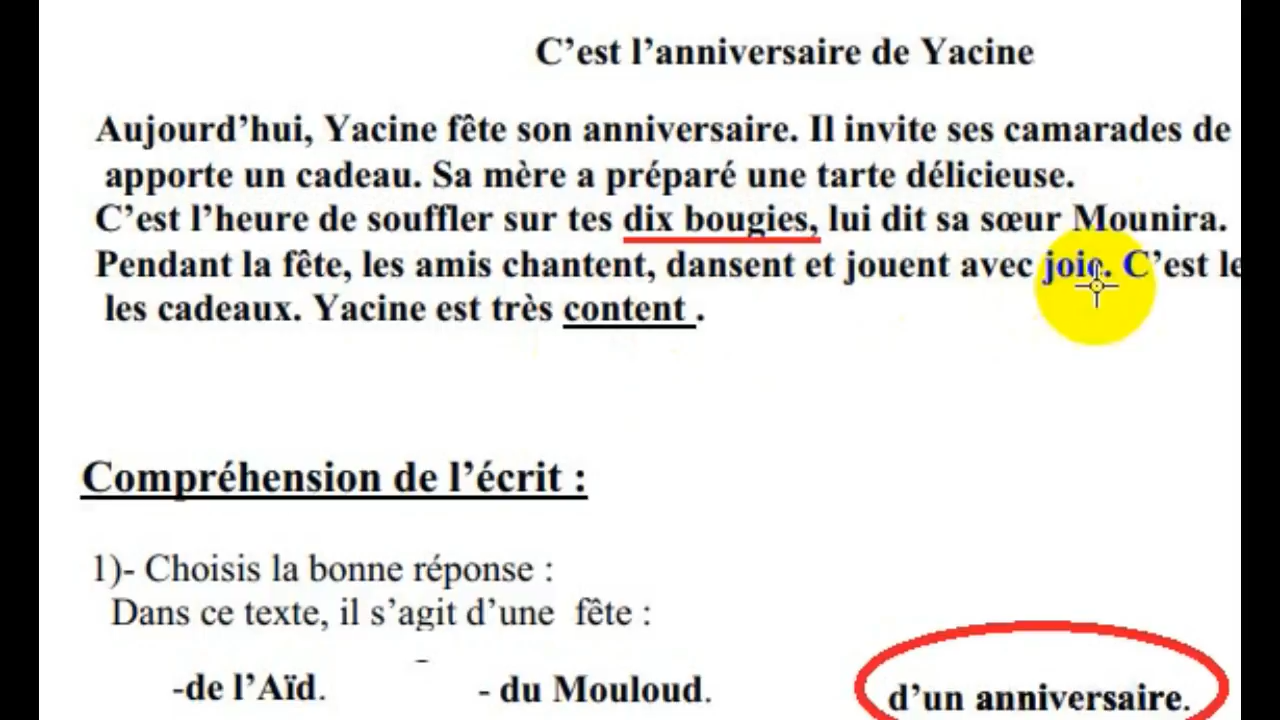 C’est l’anniversaire de Yacine
Aujourd’hui, Yacine fête son anniversaire. Il invite ses camarades de
apporte un cadeau. Sa mère a préparé une tarte délicieuse.
C’est l’heure de souffler sur tes dix bougies, lui dit sa sœur Mounira.
Pendant la fête, les amis chantent, dansent et jouent avec joie. C’est le
les cadeaux. Yacine est très content .
Compréhension de l’écrit :
1)- Choisis la bonne réponse :
Dans ce texte, il s’agit d’une fête :
-de l’Aïd. - du Mouloud. d’un anniversaire.